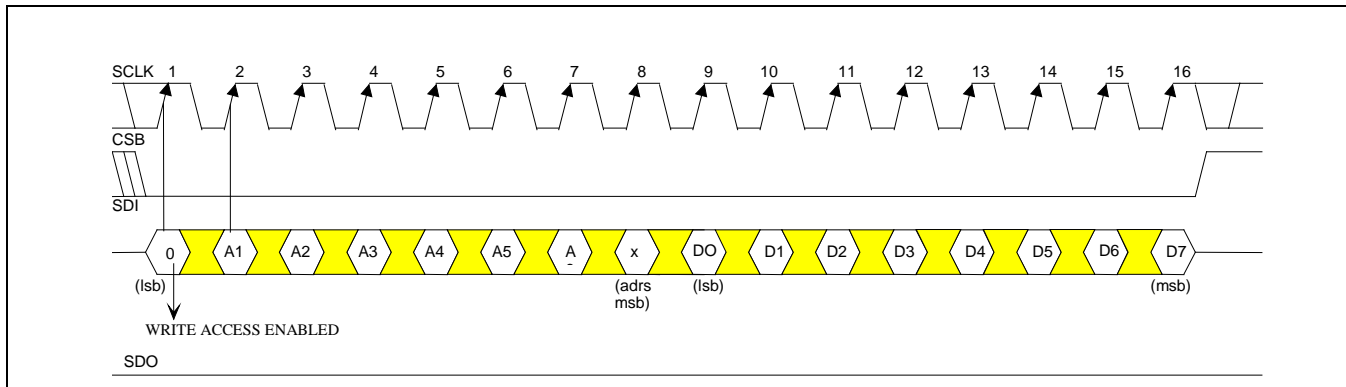 SCLK 1 2 3 4 5 6 7 8 9 10 11 12 13 14 15 16
CSB
SDI
0 A1 A2 A3 A4 A5 A x DO D1 D2 D3 D4 D5 D6 D7
(lsb) (adrs msb) (lsb) (msb)
WRITE ACCESS ENABLED
SDO